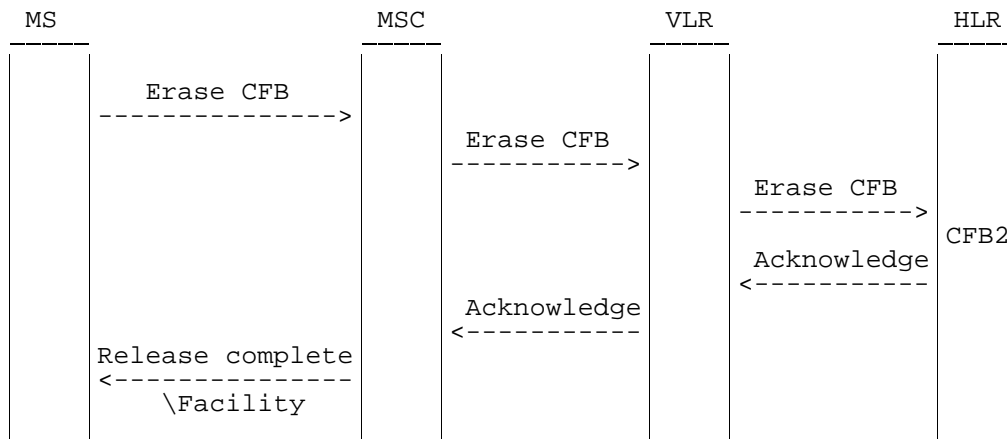 MS MSC VLR HLR
Erase CFB
Erase CFB
Erase CFB
CFB2
Acknowledge
Acknowledge
Release complete
\Facility